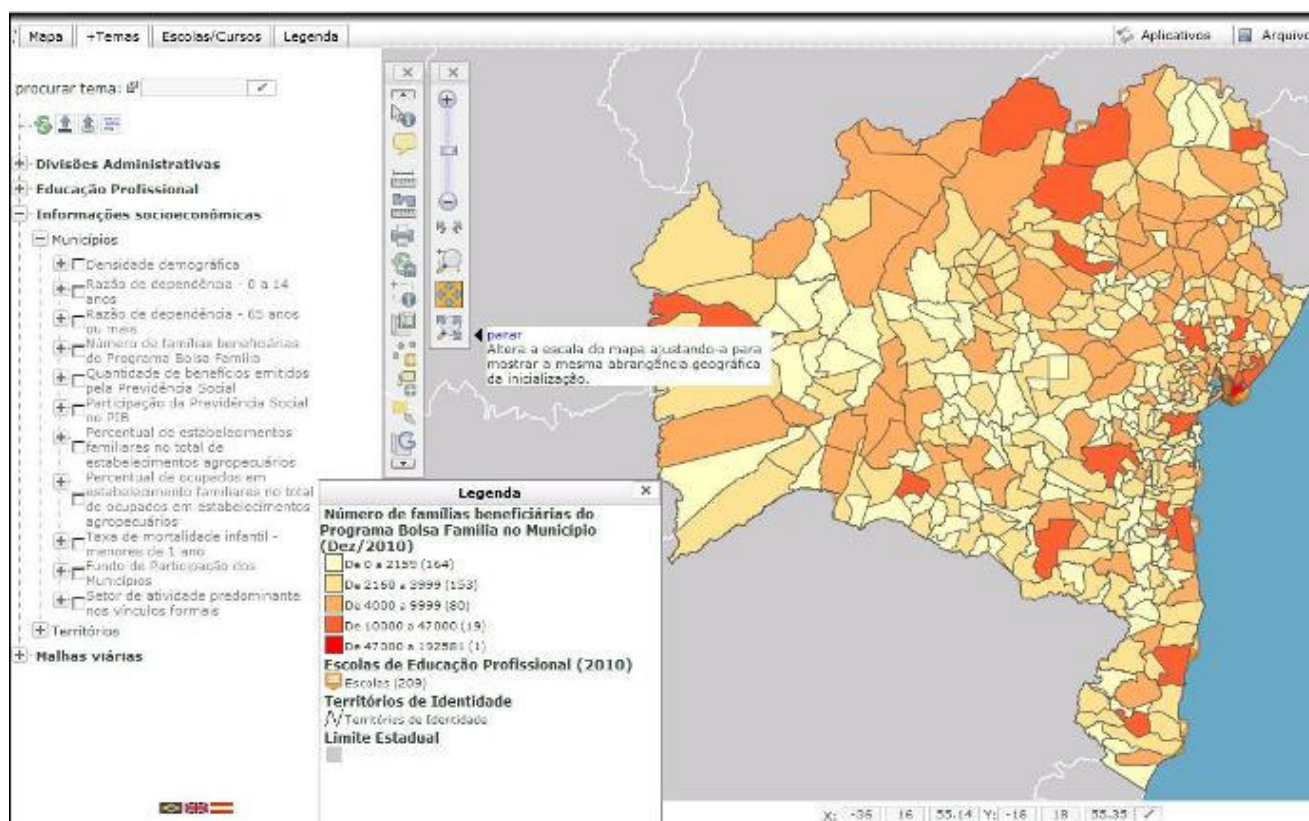 Mapa
+Temas
Escolas/Cursos
Legenda
Aplicativos
Arquivo
procurar tema:
Divisões Administrativas
Educação Profissional
Informações socioeconômicas
Municípios
Densidade demográfica
Razão de dependência - 0 a 14
anos
Razão de dependência - 65 anos
ou mais
Número de famílias beneficiárias
do Programa Bolsa Família
Quantidade de benefícios emitidos
pela Previdência Social
Participação da Previdência Social
no PIB
Percentual de estabelecimentos
familiares no total de
estabelecimentos agropecuários
Percentual de ocupados em
estabelecimento familiares no total
de ocupados em estabelecimentos
agropecuários
Taxa de mortalidade infantil -
menores de 1 ano
Fundo de Participação dos
Municípios
Setor de atividade predominante
nos vínculos formais
Territórios
Malhas viárias
parar
Altera a escala do mapa ajustando-a para
mostrar a mesma abrangência geográfica
da inicialização.
Legenda
Número de famílias beneficiárias do
Programa Bolsa Família no Município
(Dez/2010)
De 0 a 2159 (164)
De 2160 a 3999 (153)
De 4000 a 9999 (80)
De 10000 a 47000 (19)
De 47000 a 192581 (1)
Escolas de Educação Profissional (2010)
Escolas (209)
Territórios de Identidade
Territórios de Identidade
Limite Estadual
X: -36 16 55.14 Y: -16 18 55.35